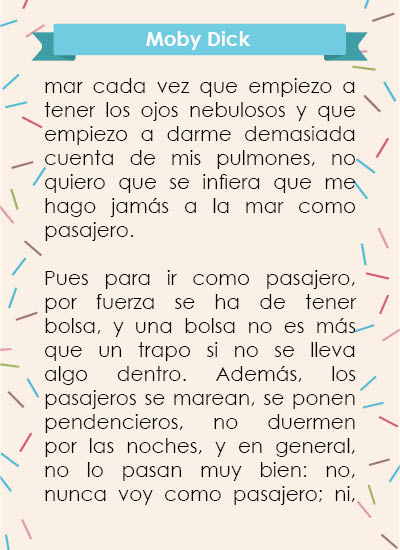 Moby Dick
mar cada vez que empiezo a
tener los ojos nebulosos y que
empiezo a darme demasiada
cuenta de mis pulmones, no
quiero que se infiera que me
hago jamás a la mar como
pasajero.
Pues para ir como pasajero,
por fuerza se ha de tener
bolsa, y una bolsa no es más
que un trapo si no se lleva
algo dentro. Además, los
pasajeros se marean, se ponen
pendencieros, no duermen
por las noches, y en general,
no lo pasan muy bien: no,
nunca voy como pasajero; ni,